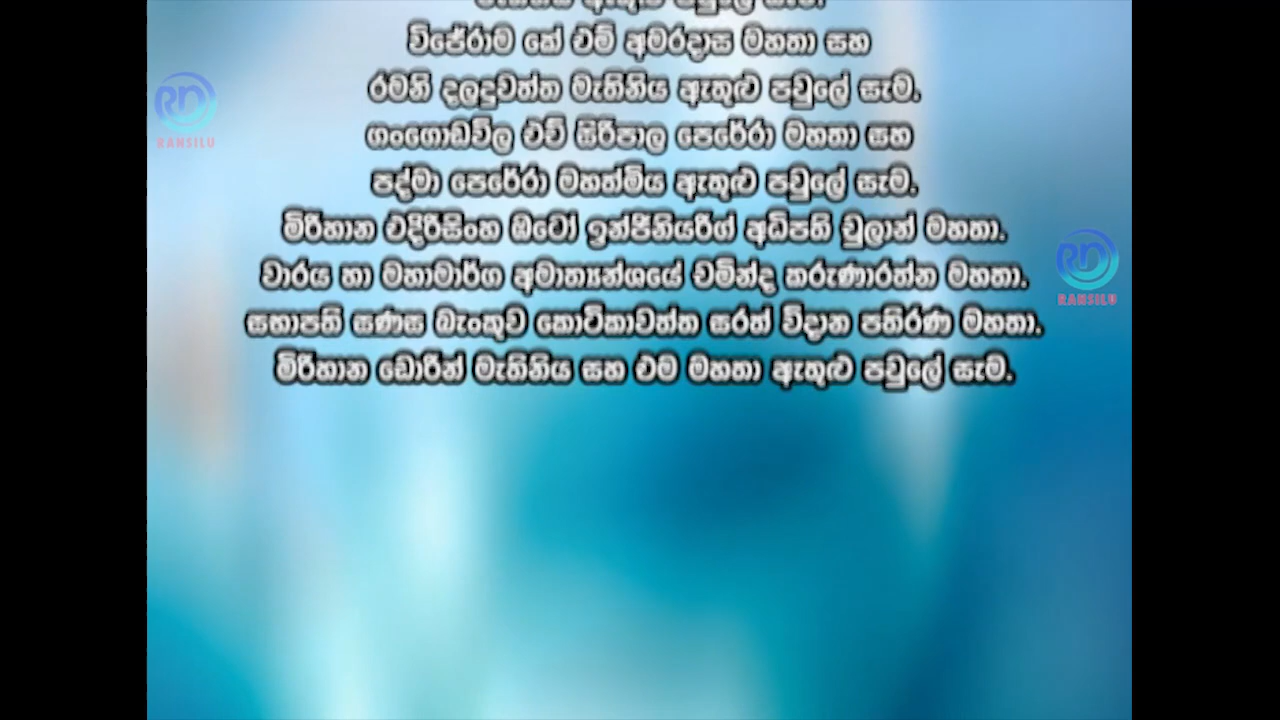 විජේරාම කේ එම් අමරදාස මහතා සහ
රමනි දලදුවත්ත මැතිනිය ඇතුළු පවුලේ සැම.
ගංගොඩවිල එච් සිරිපාල පෙරේරා මහතා සහ
පද්මා පෙරේරා මහත්මිය ඇතුළු පවුලේ සැම.
මිරිහාන එදිරිසිංහ ඔටෝ ඉන්ජිනියරිග් අධිපති චුලාන් මහතා.
වාරය හා මහාමාර්ග අමාත්‍යන්ශයේ චමින්ද කරුණාරත්න මහතා.
සභාපති සණස බැංකුව කොටිකාවත්ත සරත් විදාන පතිරණ මහතා.
මිරිහාන ඩොරින් මැතිනිය සහ එම මහතා ඇතුළු පවුලේ සැම.
RANSILU
RANSILU